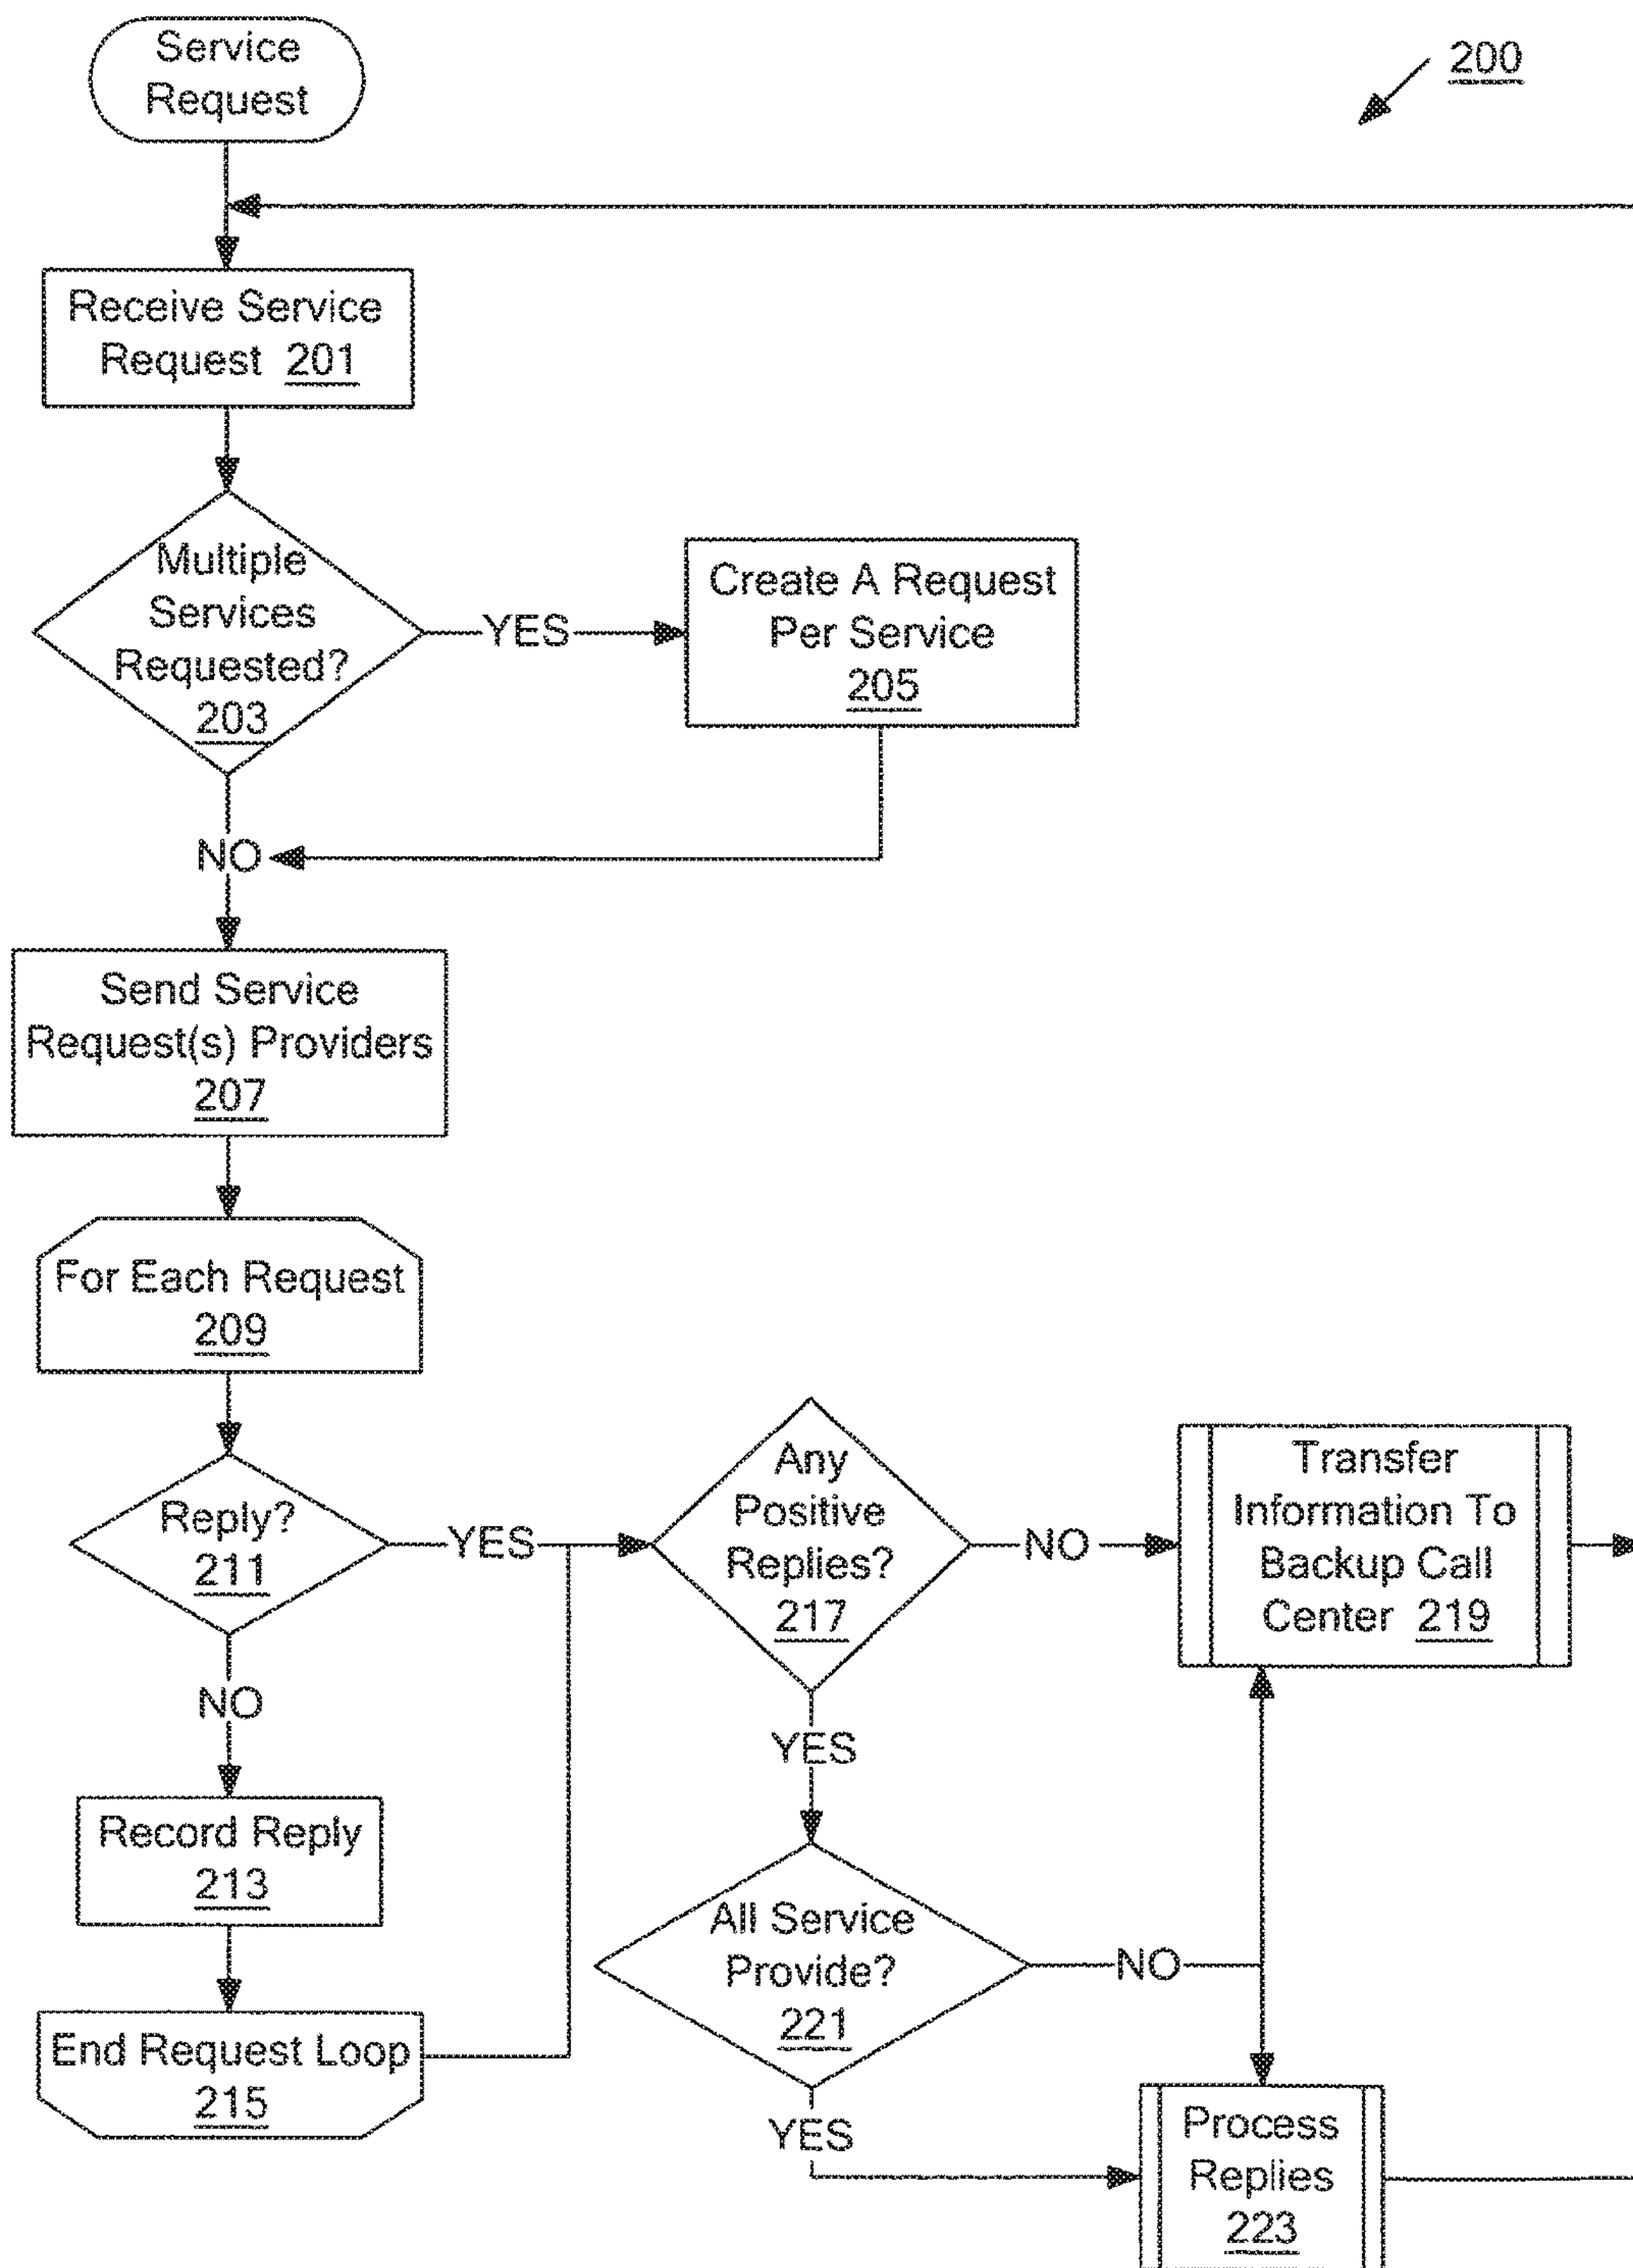 Service
Request
200
Receive Service
Request 201
Multiple
Services
Requested?
203
YES
Create A Request
Per Service
205
NO
Send Service
Request(s) Providers
207
For Each Request
209
Reply?
211
YES
Any
Positive
Replies?
217
NO
Transfer
Information To
Backup Call
Center 219
NO
YES
Record Reply
213
All Service
Provide?
221
NO
End Request Loop
215
YES
Process
Replies
223